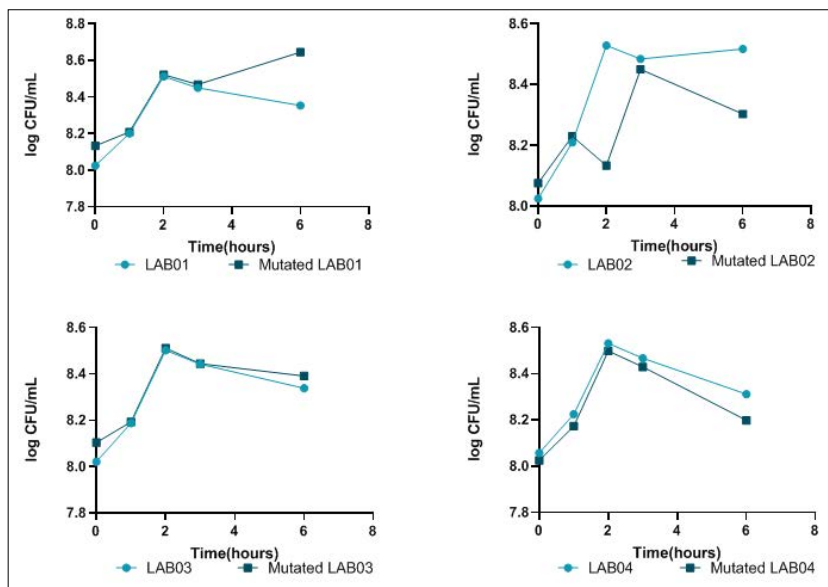 8.8
8.6
8.4
8.2
8.0
7.8
log CFU/mL
0 2 4 6 8
Time(hours)
LAB01 Mutated LAB01
8.6
8.4
8.2
8.0
log CFU/mL
0 2 4 6 8
Time(hours)
LAB02 Mutated LAB02
8.6
8.4
8.2
8.0
7.8
log CFU/mL
0 2 4 6 8
Time(hours)
LAB03 Mutated LAB03
8.6
8.4
8.2
8.0
7.8
log CFU/mL
0 2 4 6 8
Time(hours)
LAB04 Mutated LAB04